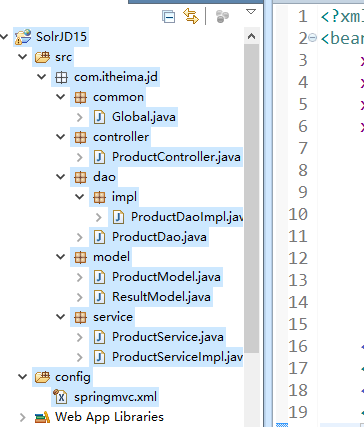 SolrJD15
src
com.itheima.jd
common
Global.java
controller
ProductController.java
dao
impl
ProductDaoImpl.jav
ProductDao.java
model
ProductModel.java
ResultModel.java
service
ProductService.java
ProductServiceImpl.jav
config
springmvc.xml
Web App Libraries
1 <?xm
2 <bean
3 x
4 x
5 x
6 x
7
8
9
10
11
12
13
14
15
16 <
17 <
18 <
19